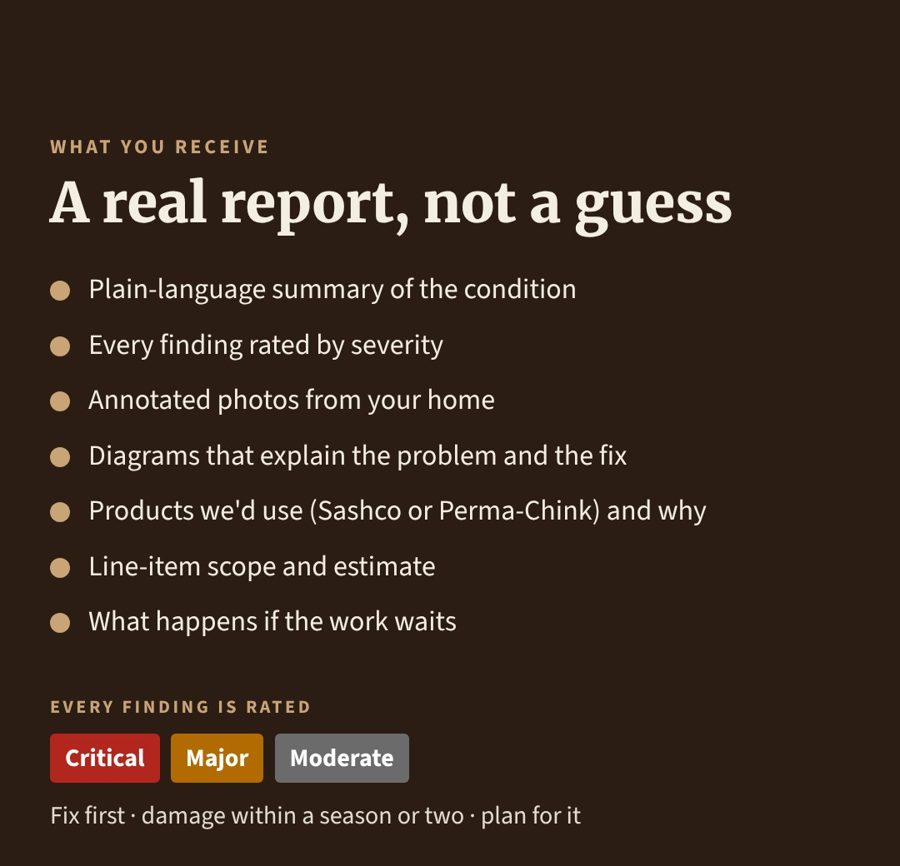 WHAT YOU RECEIVE
A real report, not a guess
Plain-language summary of the condition
Every finding rated by severity
Annotated photos from your home
Diagrams that explain the problem and the fix
Products we'd use (Sashco or Perma-Chink) and why
Line-item scope and estimate
What happens if the work waits
EVERY FINDING IS RATED
Critical Major Moderate
Fix first · damage within a season or two · plan for it